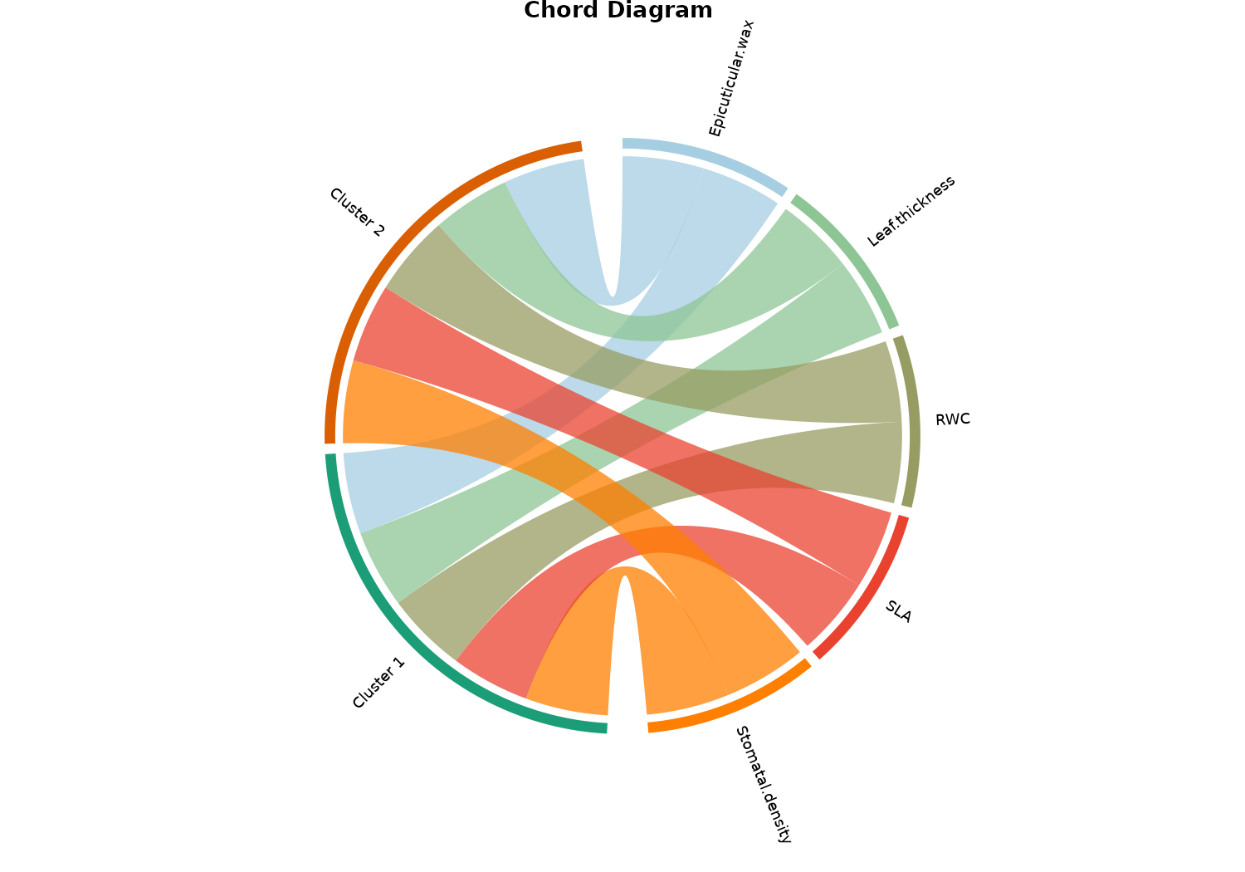 Chord Diagram
Epicuticular.wax
Leaf.thickness
Cluster 2
RWC
SLA
Cluster 1
Stomatal.density